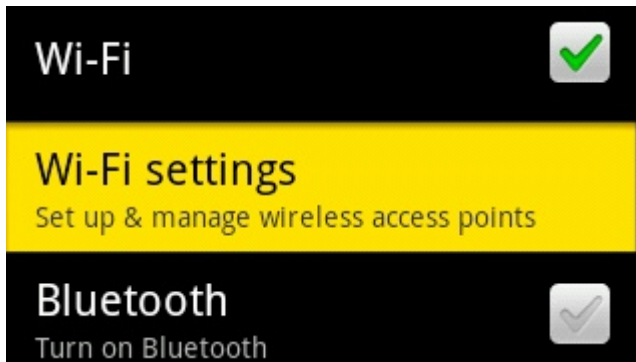 Wi-Fi
Wi-Fi settings
Set up & manage wireless access points
Bluetooth
Turn on Bluetooth